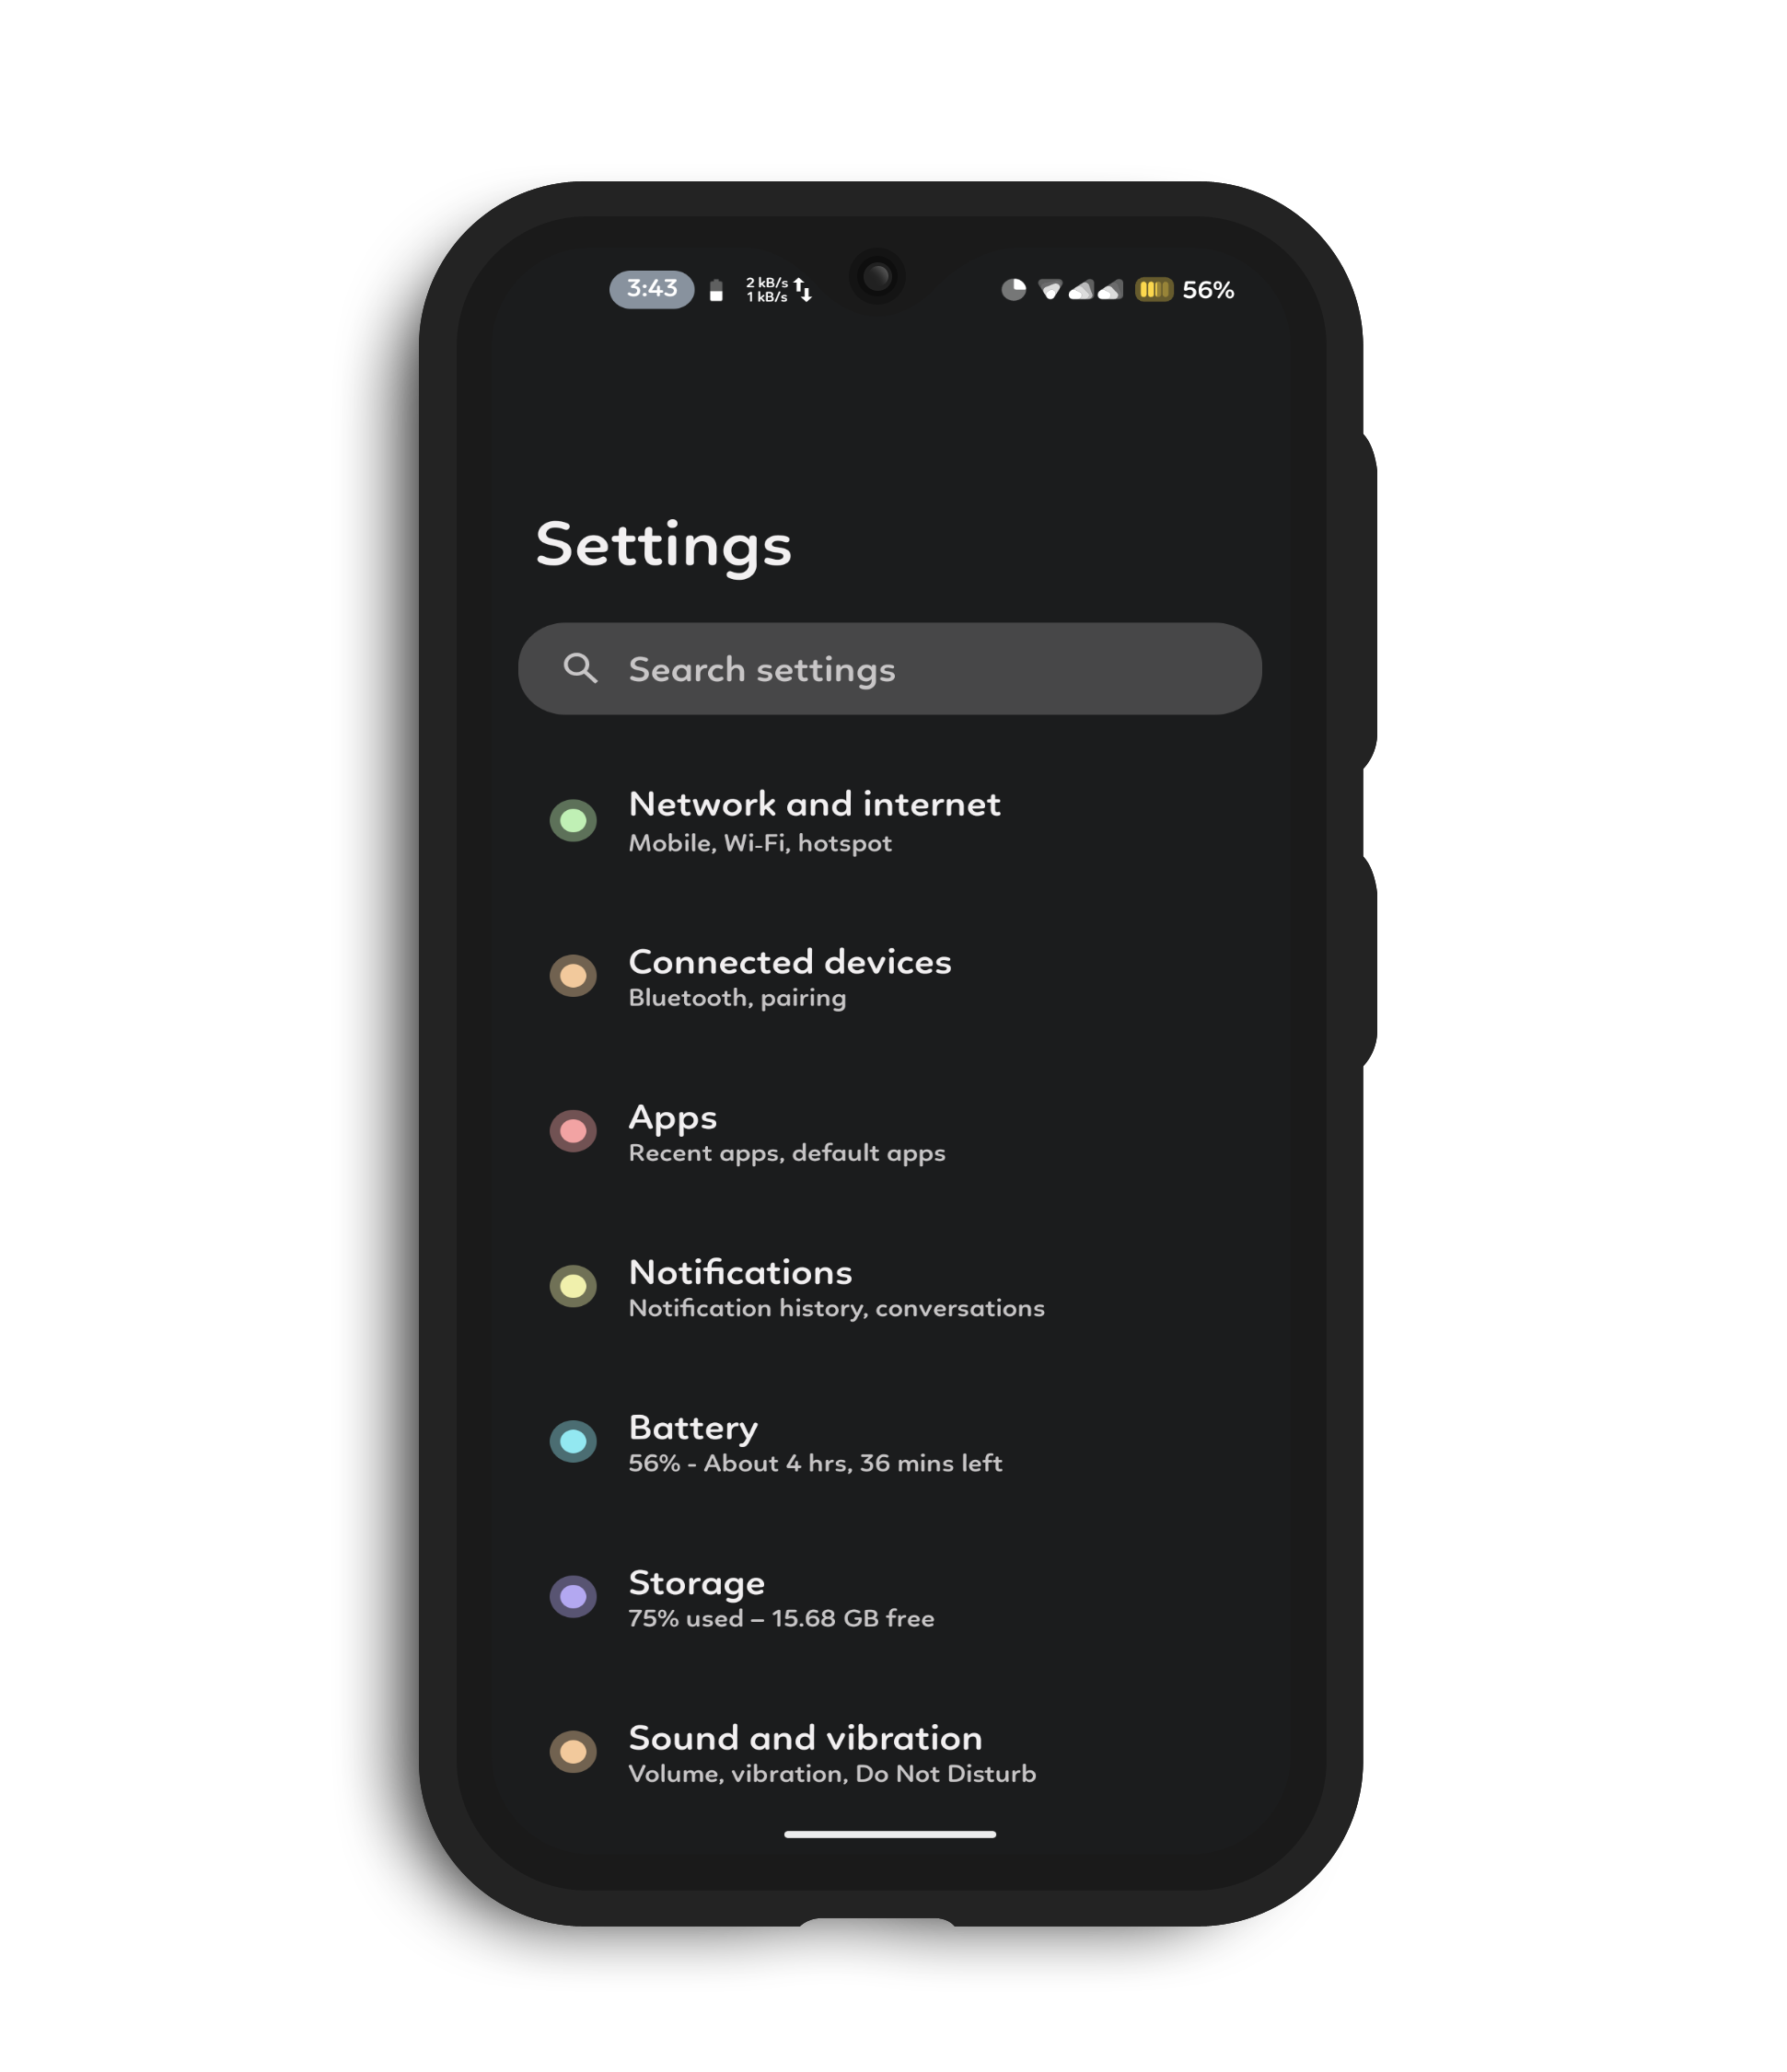 3:43
2 kB/s
1 kB/s
56%
Settings
Search settings
Network and internet
Mobile, Wi-Fi, hotspot
Connected devices
Bluetooth, pairing
Apps
Recent apps, default apps
Notifications
Notification history, conversations
Battery
56% - About 4 hrs, 36 mins left
Storage
75% used – 15.68 GB free
Sound and vibration
Volume, vibration, Do Not Disturb